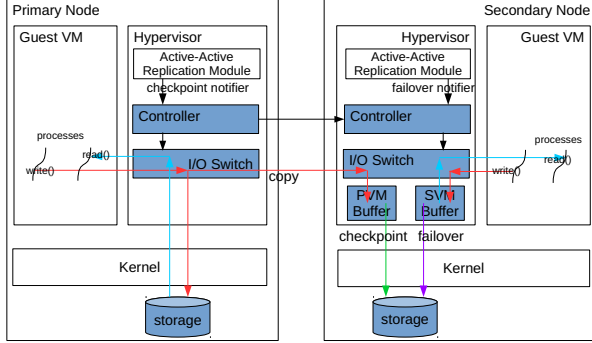 Primary Node
Guest VM
Hypervisor
Active-Active
Replication Module
checkpoint notifier
Controller
processes
read()
write()
I/O Switch
copy
Kernel
storage
Secondary Node
Hypervisor
Guest VM
Active-Active
Replication Module
failover notifier
Controller
I/O Switch
processes
read()
write()
PVM
Buffer
SVM
Buffer
checkpoint
failover
Kernel
storage